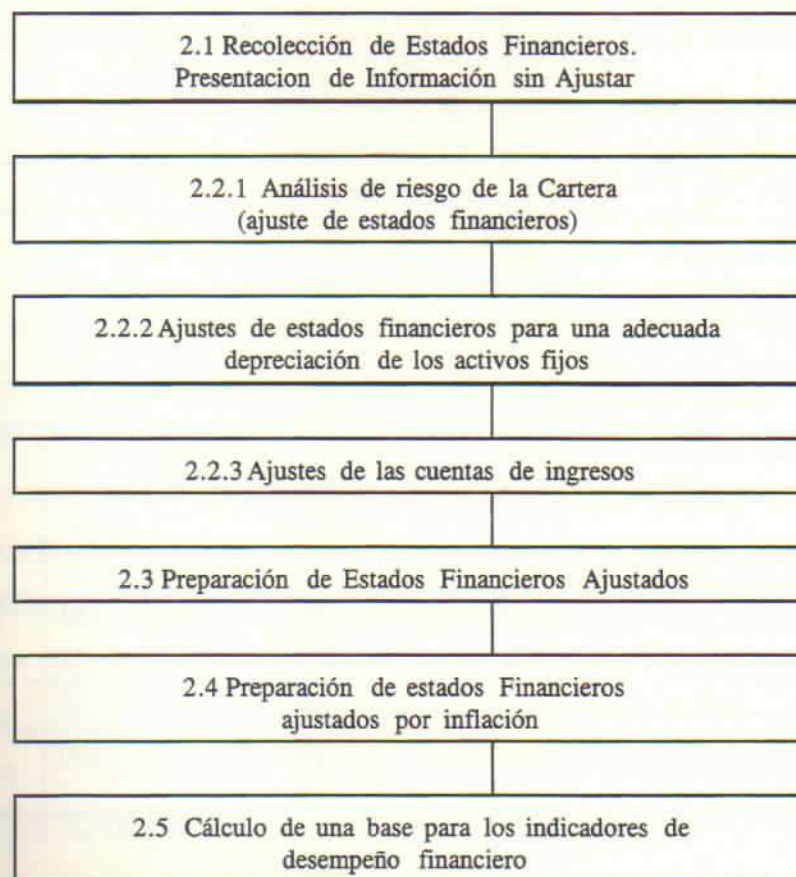 2.1 Recolección de Estados Financieros.
Presentacion de Información sin Ajustar
2.2.1 Análisis de riesgo de la Cartera
(ajuste de estados financieros)
2.2.2 Ajustes de estados financieros para una adecuada
depreciación de los activos fijos
2.2.3 Ajustes de las cuentas de ingresos
2.3 Preparación de Estados Financieros Ajustados
2.4 Preparación de estados Financieros
ajustados por inflación
2.5 Cálculo de una base para los indicadores de
desempeño financiero